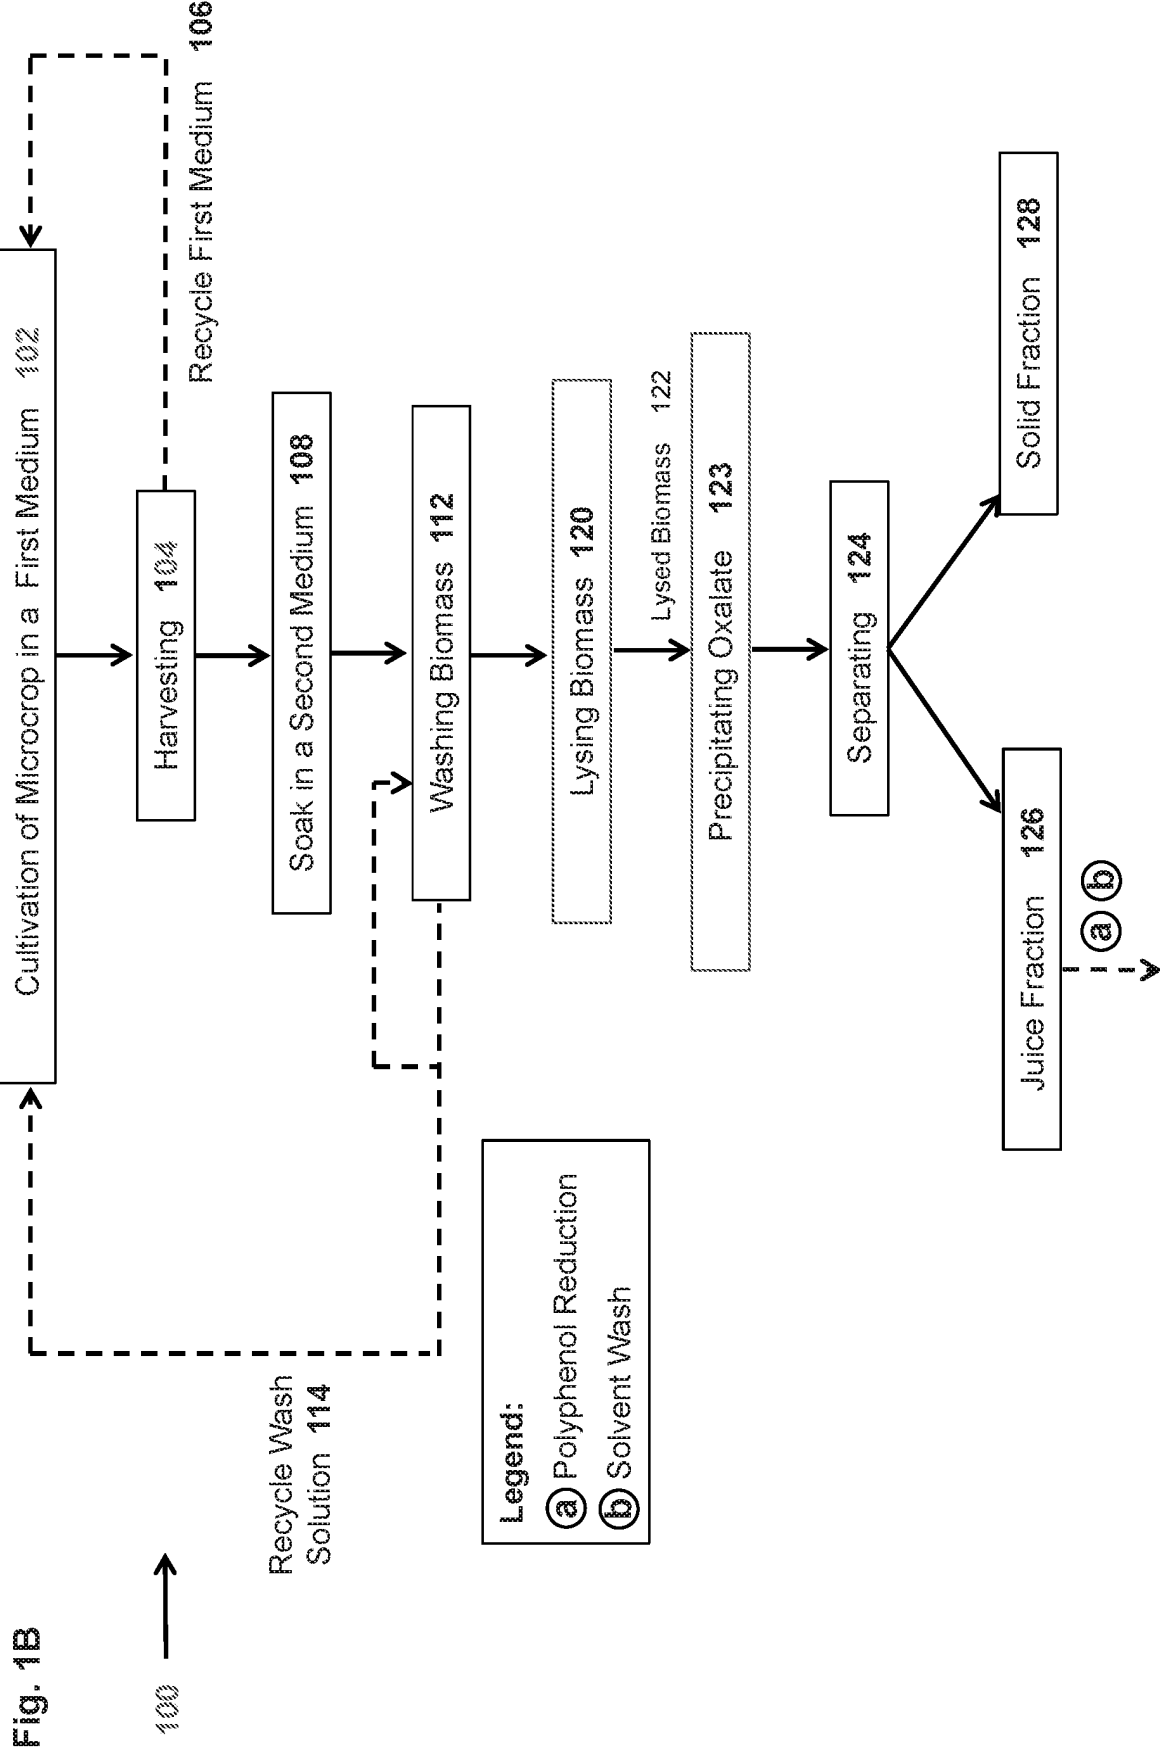 Fig. 1B
100
Cultivation of Microcrop in a First Medium 102
Harvesting 104
Recycle First Medium 106
Soak in a Second Medium 108
Recycle Wash
Solution 114
Washing Biomass 112
Lysing Biomass 120
Lysed Biomass 122
Precipitating Oxalate 123
Separating 124
Juice Fraction 126
Solid Fraction 128
a b
Legend:
a Polyphenol Reduction
b Solvent Wash